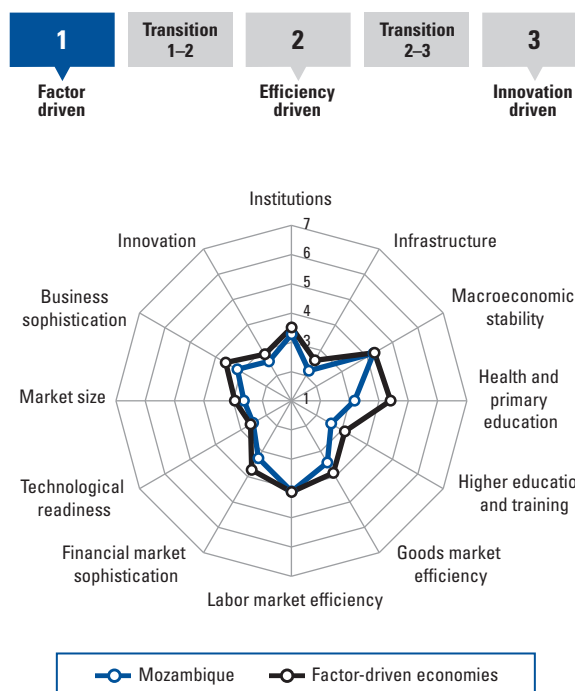 1
Transition
1–2
2
Transition
2–3
3
Factor
driven
Efficiency
driven
Innovation
driven
Institutions
7
Innovation
Infrastructure
6
5
Business
sophistication
Macroeconomic
stability
4
3
Market size
1
Health and
primary
education
Technological
readiness
Higher educatio
and training
Financial market
sophistication
Goods market
efficiency
Labor market efficiency
Mozambique
Factor-driven economies